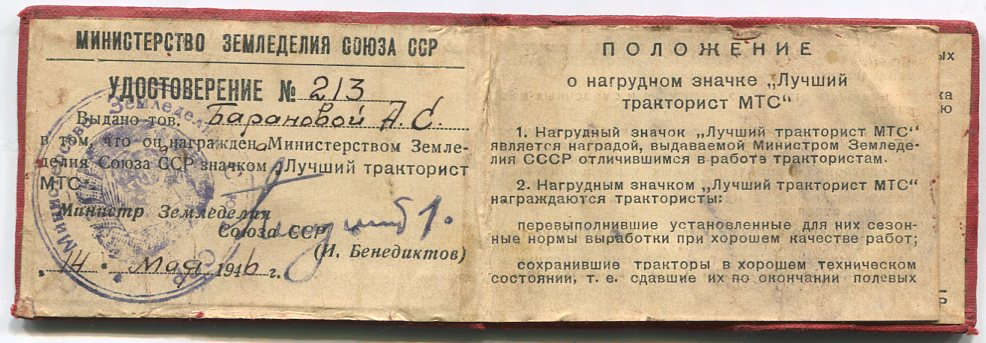 МИНИСТЕРСТВО ЗЕМЛЕДЕЛИЯ СОЮЗА ССР
УДОСТОВЕРЕНИЕ № 213
Выдано тов. Барановой А.С.
в том, что он награжден Министерством Земле-
делия Союза ССР значком „Лучший тракторист
МТС“
Министр Земледелия
Союза ССР
(И. Бенедиктов)
„14“ Мая 1946 г.
ПОЛОЖЕНИЕ
о нагрудном значке „Лучший
тракторист МТС“
1. Нагрудный значок „Лучший тракторист МТС“
является наградой, выдаваемой Министром Земледе-
лия СССР отличившимся в работе трактористам.
2. Нагрудным значком „Лучший тракторист МТС“
награждаются трактористы:
перевыполнившие установленные для них сезон-
ные нормы выработки при хорошем качестве работ;
сохранившие тракторы в хорошем техническом
состоянии, т. е. сдавшие их по окончании полевых